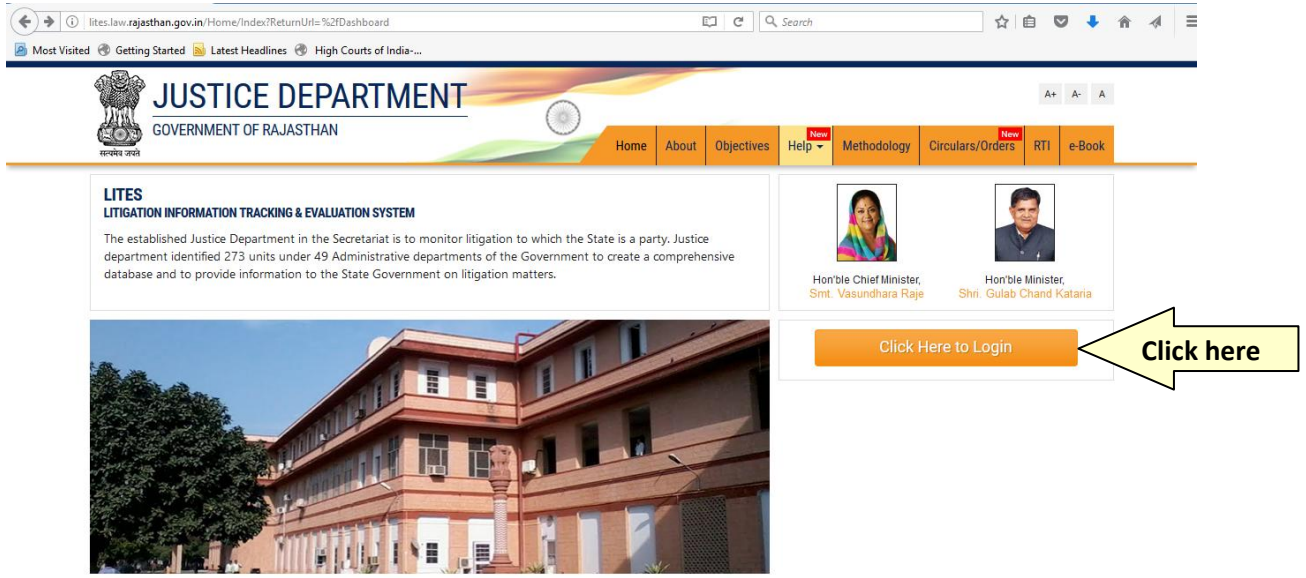 lites.law.rajasthan.gov.in/Home/Index?ReturnUrl=%2fDashboard
Search
Most Visited Getting Started Latest Headlines High Courts of India-...
JUSTICE DEPARTMENT
GOVERNMENT OF RAJASTHAN
सत्यमेव जयते
A+ A- A
New New
Home About Objectives Help Methodology Circulars/Orders RTI e-Book
LITES
LITIGATION INFORMATION TRACKING & EVALUATION SYSTEM
The established Justice Department in the Secretariat is to monitor litigation to which the State is a party. Justice
department identified 273 units under 49 Administrative departments of the Government to create a comprehensive
database and to provide information to the State Government on litigation matters.
Hon'ble Chief Minister,
Smt. Vasundhara Raje
Hon'ble Minister,
Shri. Gulab Chand Kataria
Click Here to Login
Click here